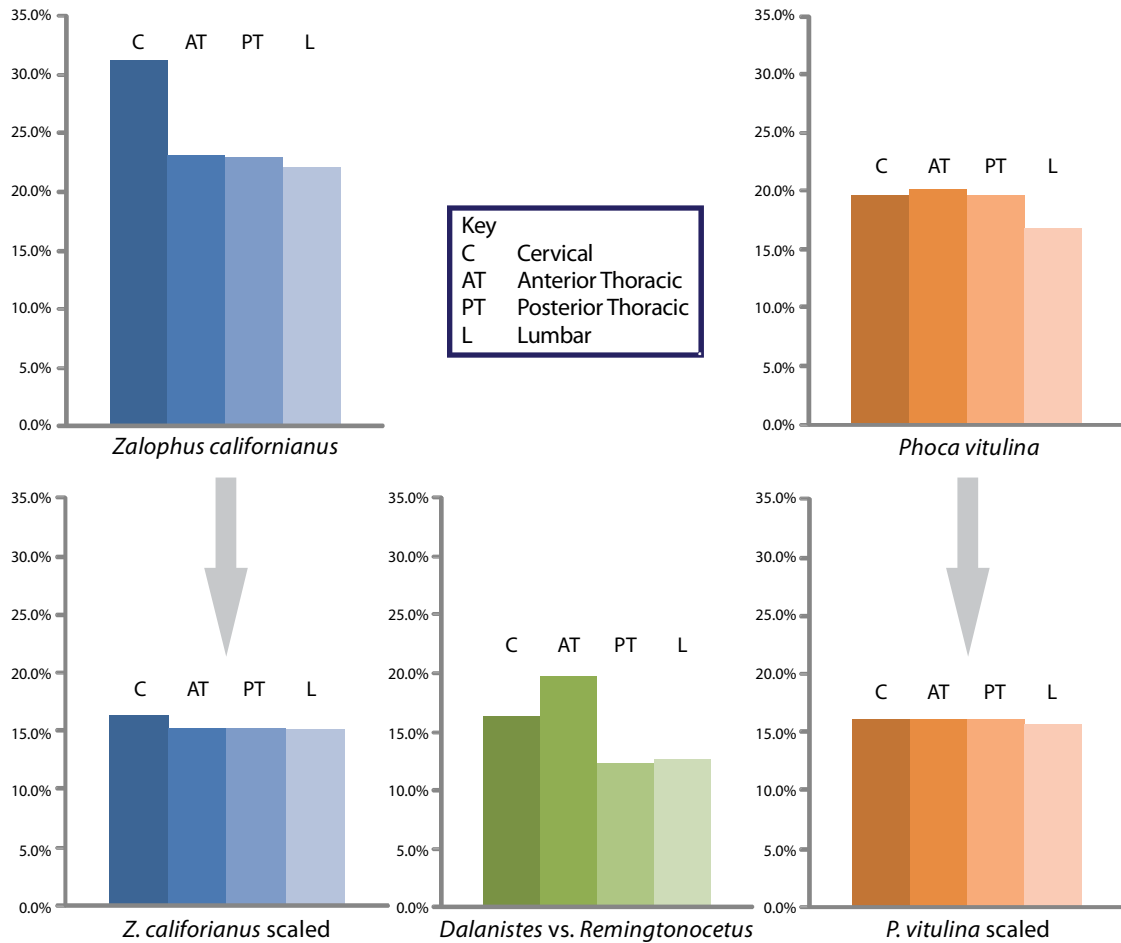 35.0%
30.0%
25.0%
20.0%
15.0%
10.0%
5.0%
0.0%
C AT PT L
Zalophus californianus
Key
C Cervical
AT Anterior Thoracic
PT Posterior Thoracic
L Lumbar
35.0%
30.0%
25.0%
20.0%
15.0%
10.0%
5.0%
0.0%
C AT PT L
Phoca vitulina
35.0%
30.0%
25.0%
20.0%
15.0%
10.0%
5.0%
0.0%
C AT PT L
Z. califorianus scaled
35.0%
30.0%
25.0%
20.0%
15.0%
10.0%
5.0%
0.0%
C AT PT L
Dalanistes vs. Remingtonocetus
35.0%
30.0%
25.0%
20.0%
15.0%
10.0%
5.0%
0.0%
C AT PT L
P. vitulina scaled